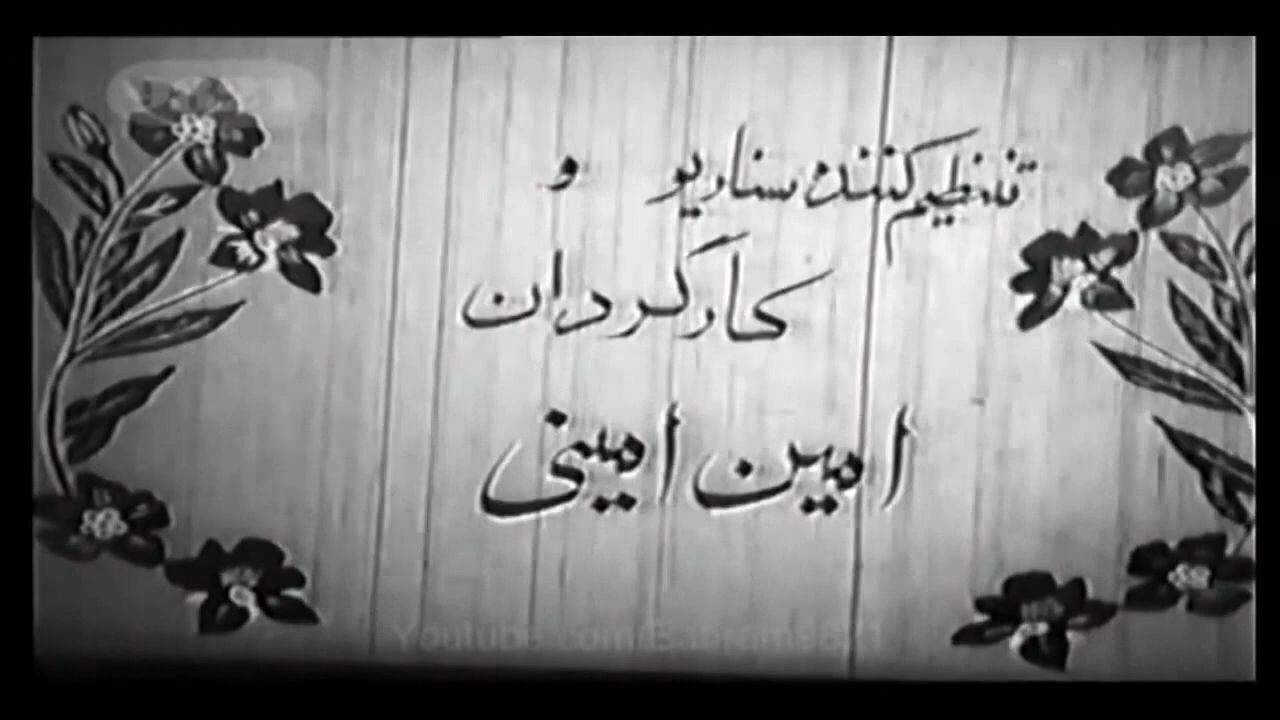 تنظیم کننده سناریو و
کارگردان
امین امینی